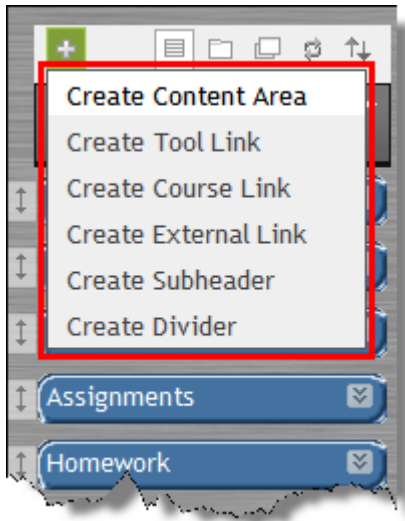 Create Content Area
Create Tool Link
Create Course Link
Create External Link
Create Subheader
Create Divider
Assignments
Homework